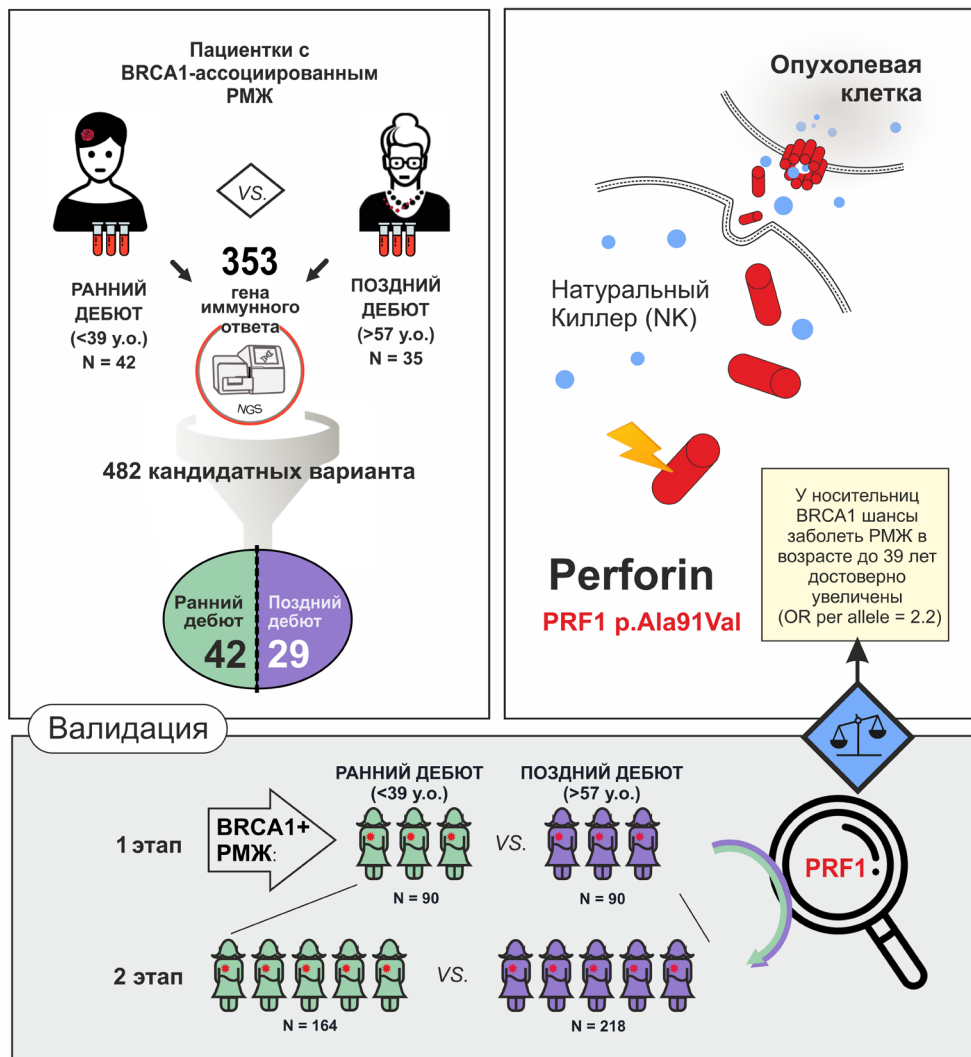 Пациентки с
BRCA1-ассоциированным
РМЖ
VS.
353
гена
иммунного
ответа
РАННИЙ
ДЕБЮТ
(<39 y.o.)
N = 42
ПОЗДНИЙ
ДЕБЮТ
(>57 y.o.)
N = 35
NGS
482 кандидатных варианта
Ранний
дебют
42
Поздний
дебют
29
Опухолевая
клетка
Натуральный
Киллер (NK)
Perforin
PRF1 p.Ala91Val
У носительниц
BRCA1 шансы
заболеть РМЖ в
возрасте до 39 лет
достоверно
увеличены
(OR per allele = 2.2)
Валидация
РАННИЙ ДЕБЮТ
(<39 y.o.)
ПОЗДНИЙ ДЕБЮТ
(>57 y.o.)
1 этап
BRCA1+
РМЖ:
VS.
N = 90
N = 90
PRF1
2 этап
VS.
N = 164
N = 218